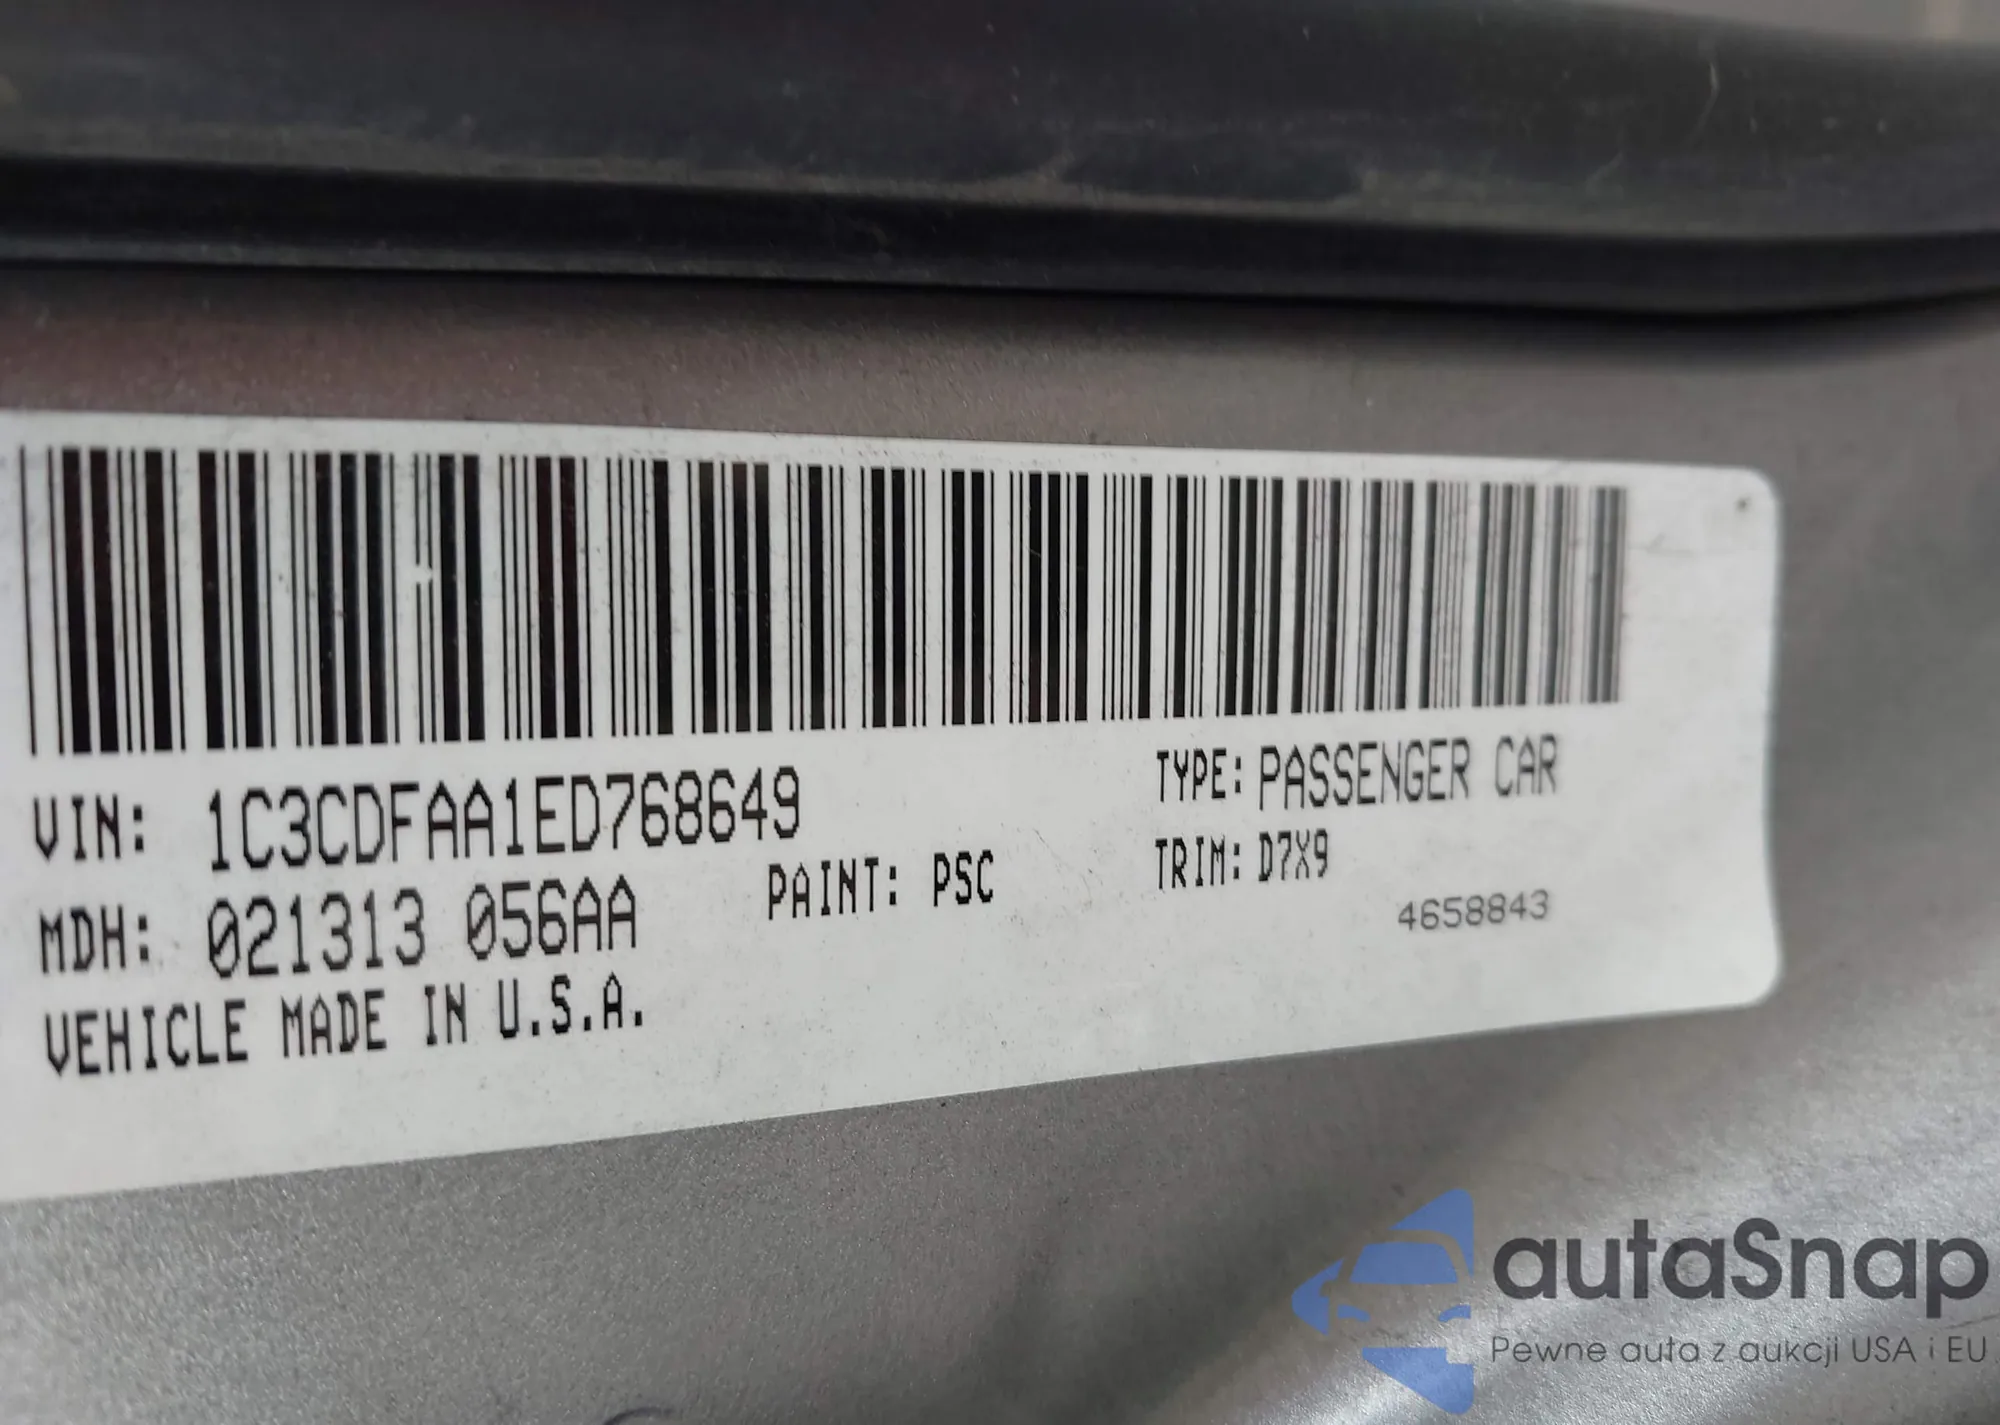 VIN: 1C3CDFAA1ED768649
TYPE: PASSENGER CAR
MDH: 021313 056AA
PAINT: PSC
TRIM: D7X9
4658843
VEHICLE MADE IN U.S.A.
autaSnap
Pewne auta z aukcji USA i EU